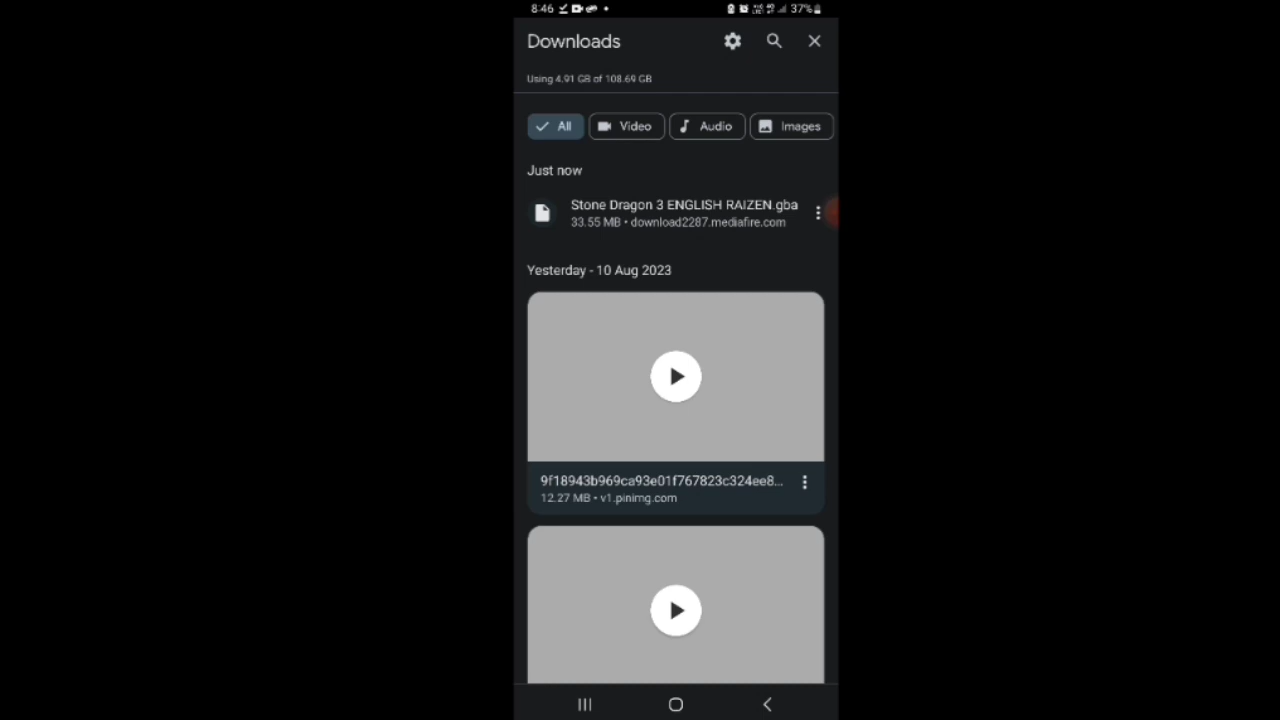 8:46
37%
Downloads
Using 4.91 GB of 108.69 GB
All
Video
Audio
Images
Just now
Stone Dragon 3 ENGLISH RAIZEN.gba
33.55 MB • download2287.mediafire.com
Yesterday - 10 Aug 2023
9f18943b969ca93e01f767823c324ee8...
12.27 MB • v1.pinimg.com